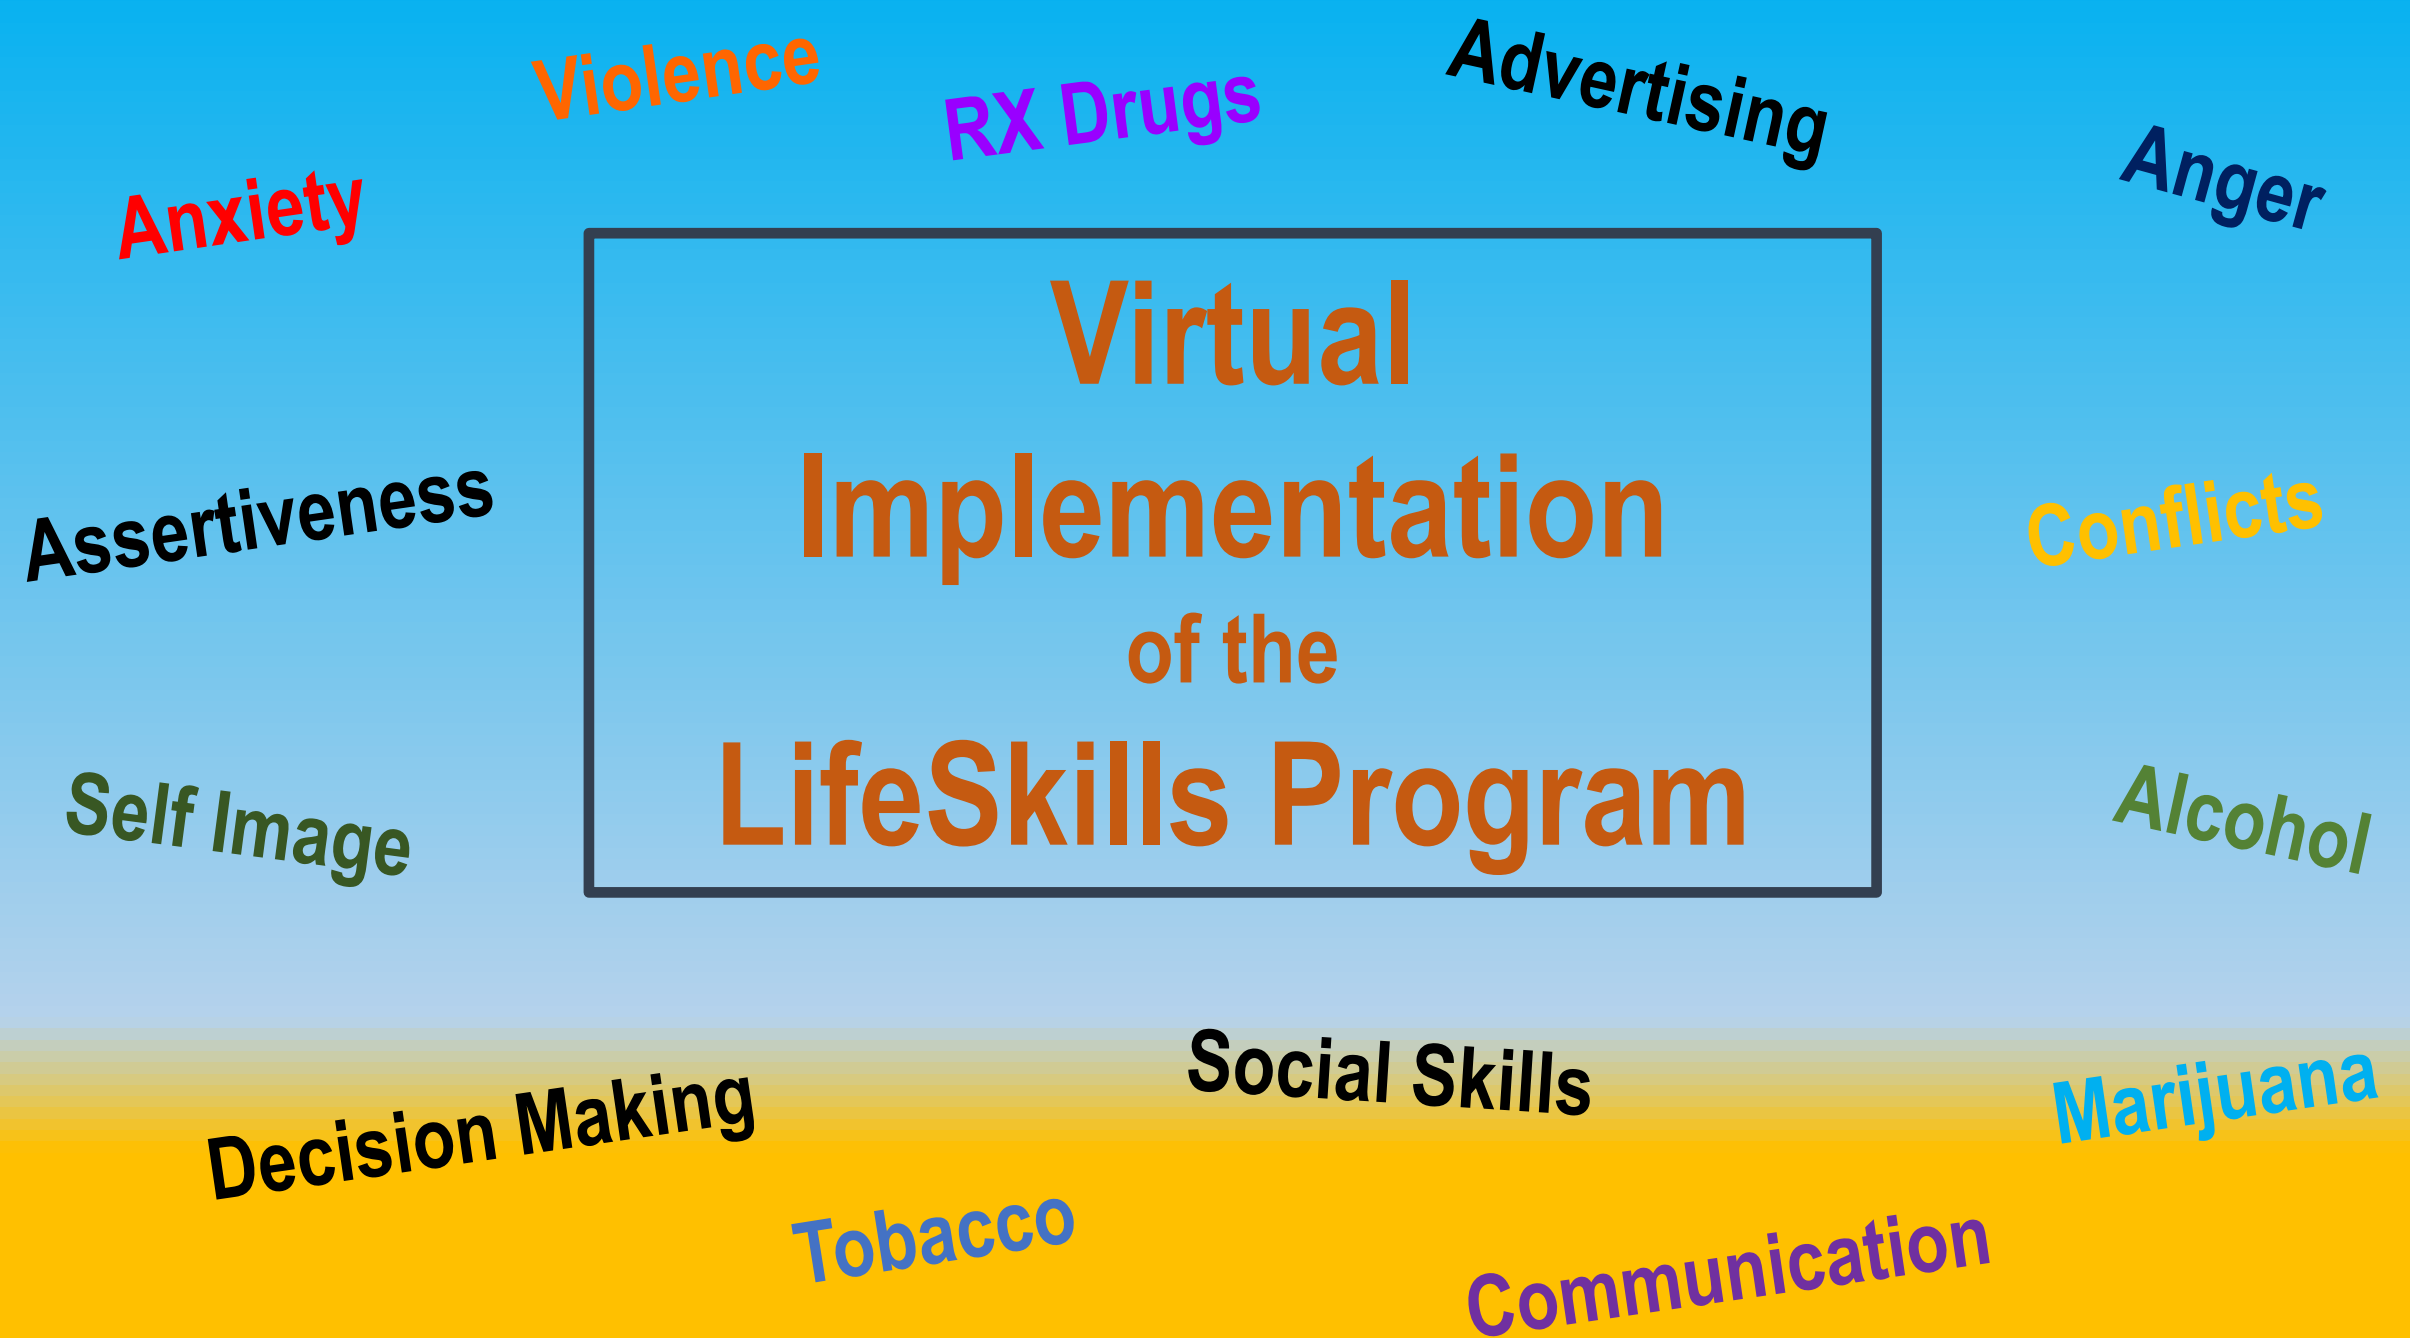 Violence
RX Drugs
Advertising
Anger
Anxiety
Virtual
Implementation
of the
LifeSkills Program
Assertiveness
Conflicts
Self Image
Alcohol
Social Skills
Marijuana
Decision Making
Tobacco
Communication